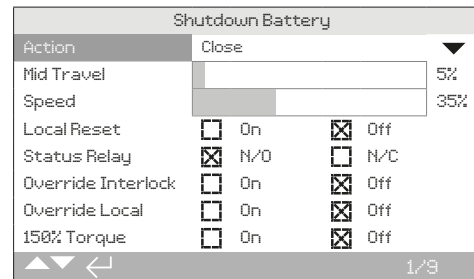 Shutdown Battery
Action Close
Mid Travel 5%
Speed 35%
Local Reset On Off
Status Relay N/O N/C
Override Interlock On Off
Override Local On Off
150% Torque On Off
1/9